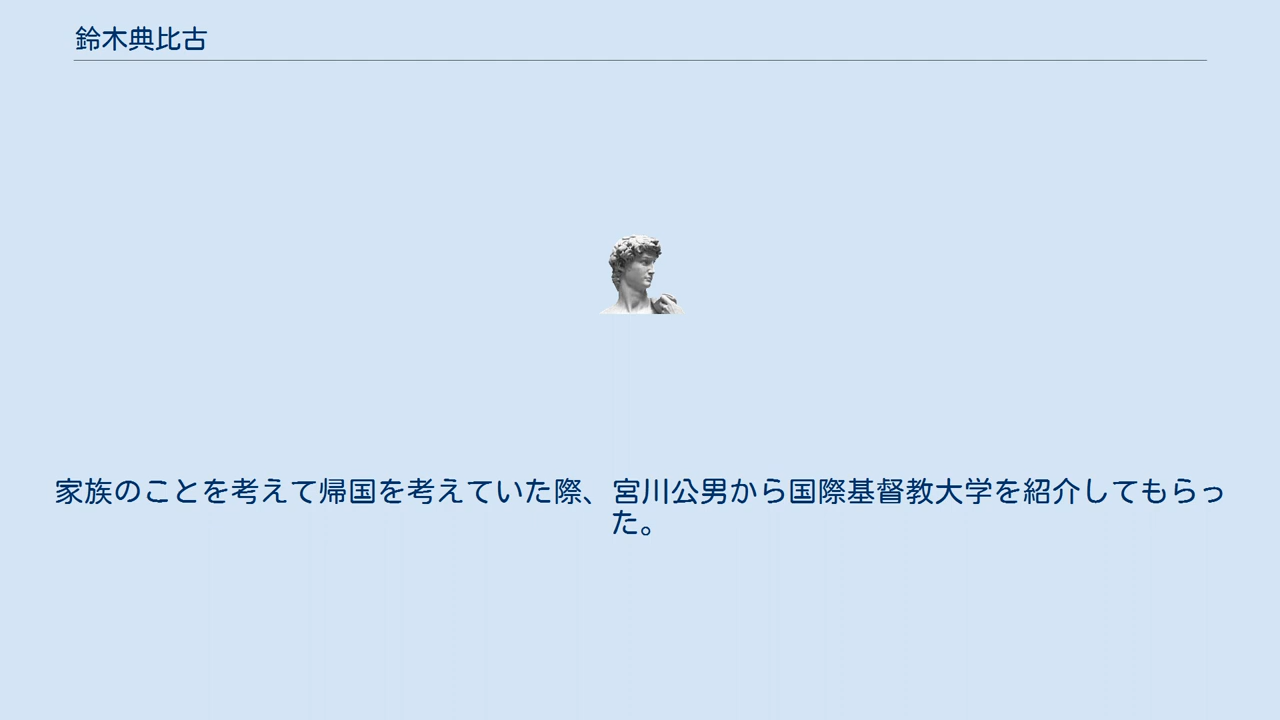 鈴木典比古
家族のことを考えて帰国を考えていた際、宮川公男から国際基督教大学を紹介してもらっ
た。